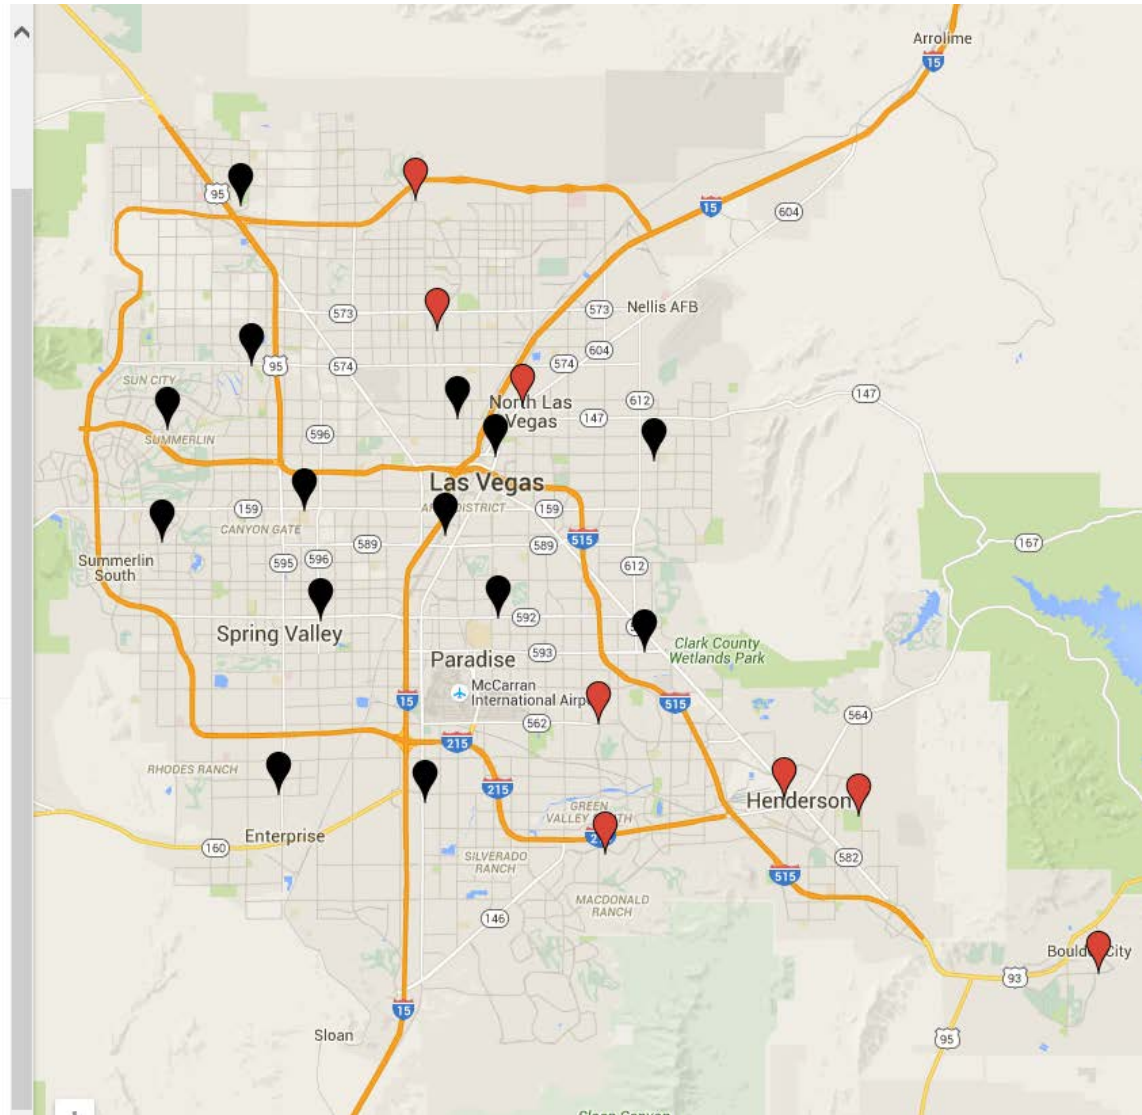 Arrolime
15
95
15
604
573
573
Nellis AFB
604
574
574
95
SUN CITY
147
612
North Las
Vegas
147
596
SUMMERLIN
Las Vegas
159
159
CANYON GATE
DISTRICT
515
589
589
167
Summerlin
South
595
596
612
592
Spring Valley
Clark County
Wetlands Park
593
Paradise
McCarran
International Airp
15
515
564
562
215
RHODES RANCH
215
Henderson
GREEN
VALLEY
Enterprise
160
SILVERADO
RANCH
582
515
MACDONALD
RANCH
146
City
93
15
Sloan
95